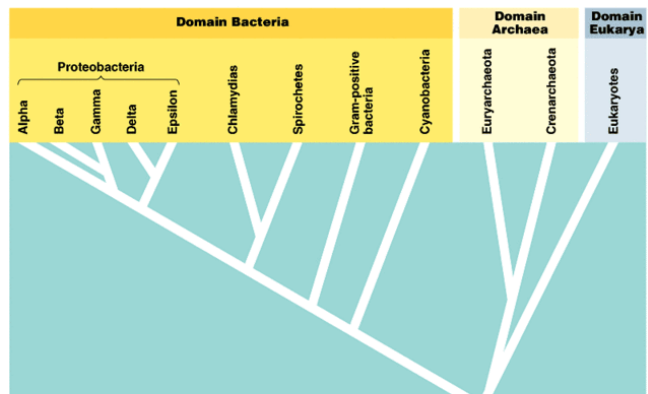 Domain Bacteria
Domain
Archaea
Domain
Eukarya
Proteobacteria
Alpha
Beta
Gamma
Delta
Epsilon
Chlamydias
Spirochetes
Gram-positive
bacteria
Cyanobacteria
Euryarchaeota
Crenarchaeota
Eukaryotes